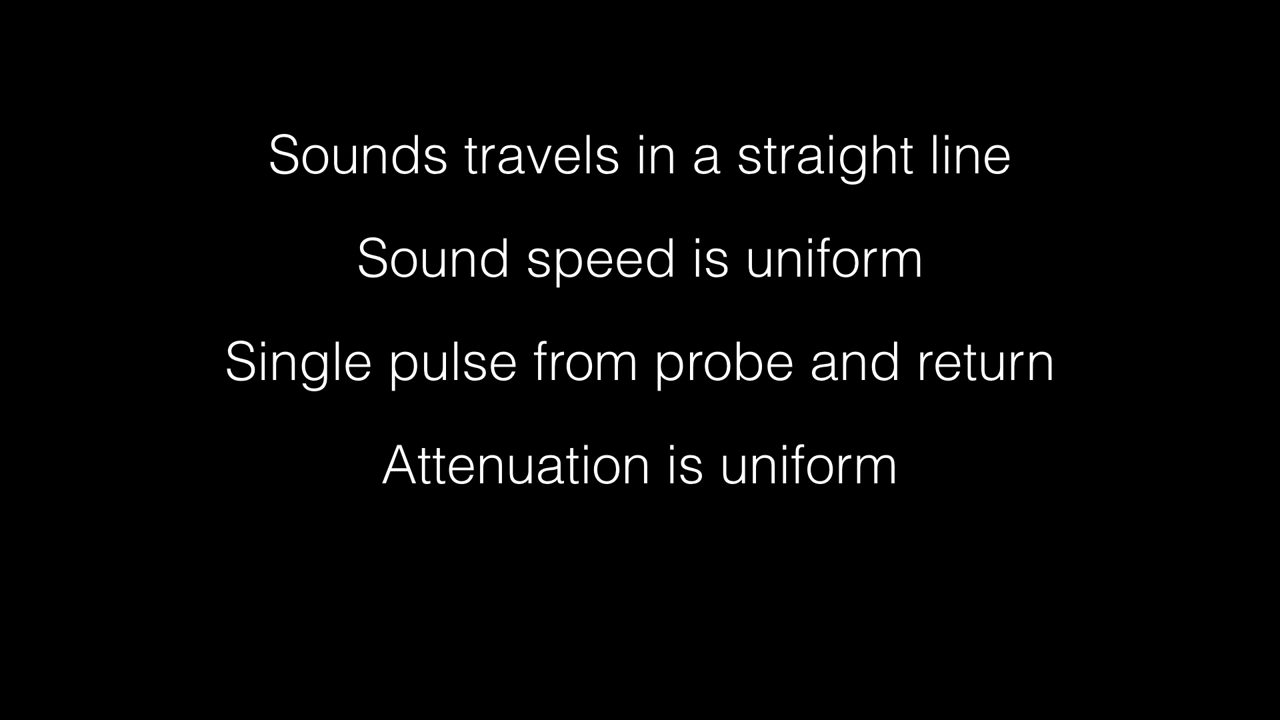 Sounds travels in a straight line
Sound speed is uniform
Single pulse from probe and return
Attenuation is uniform